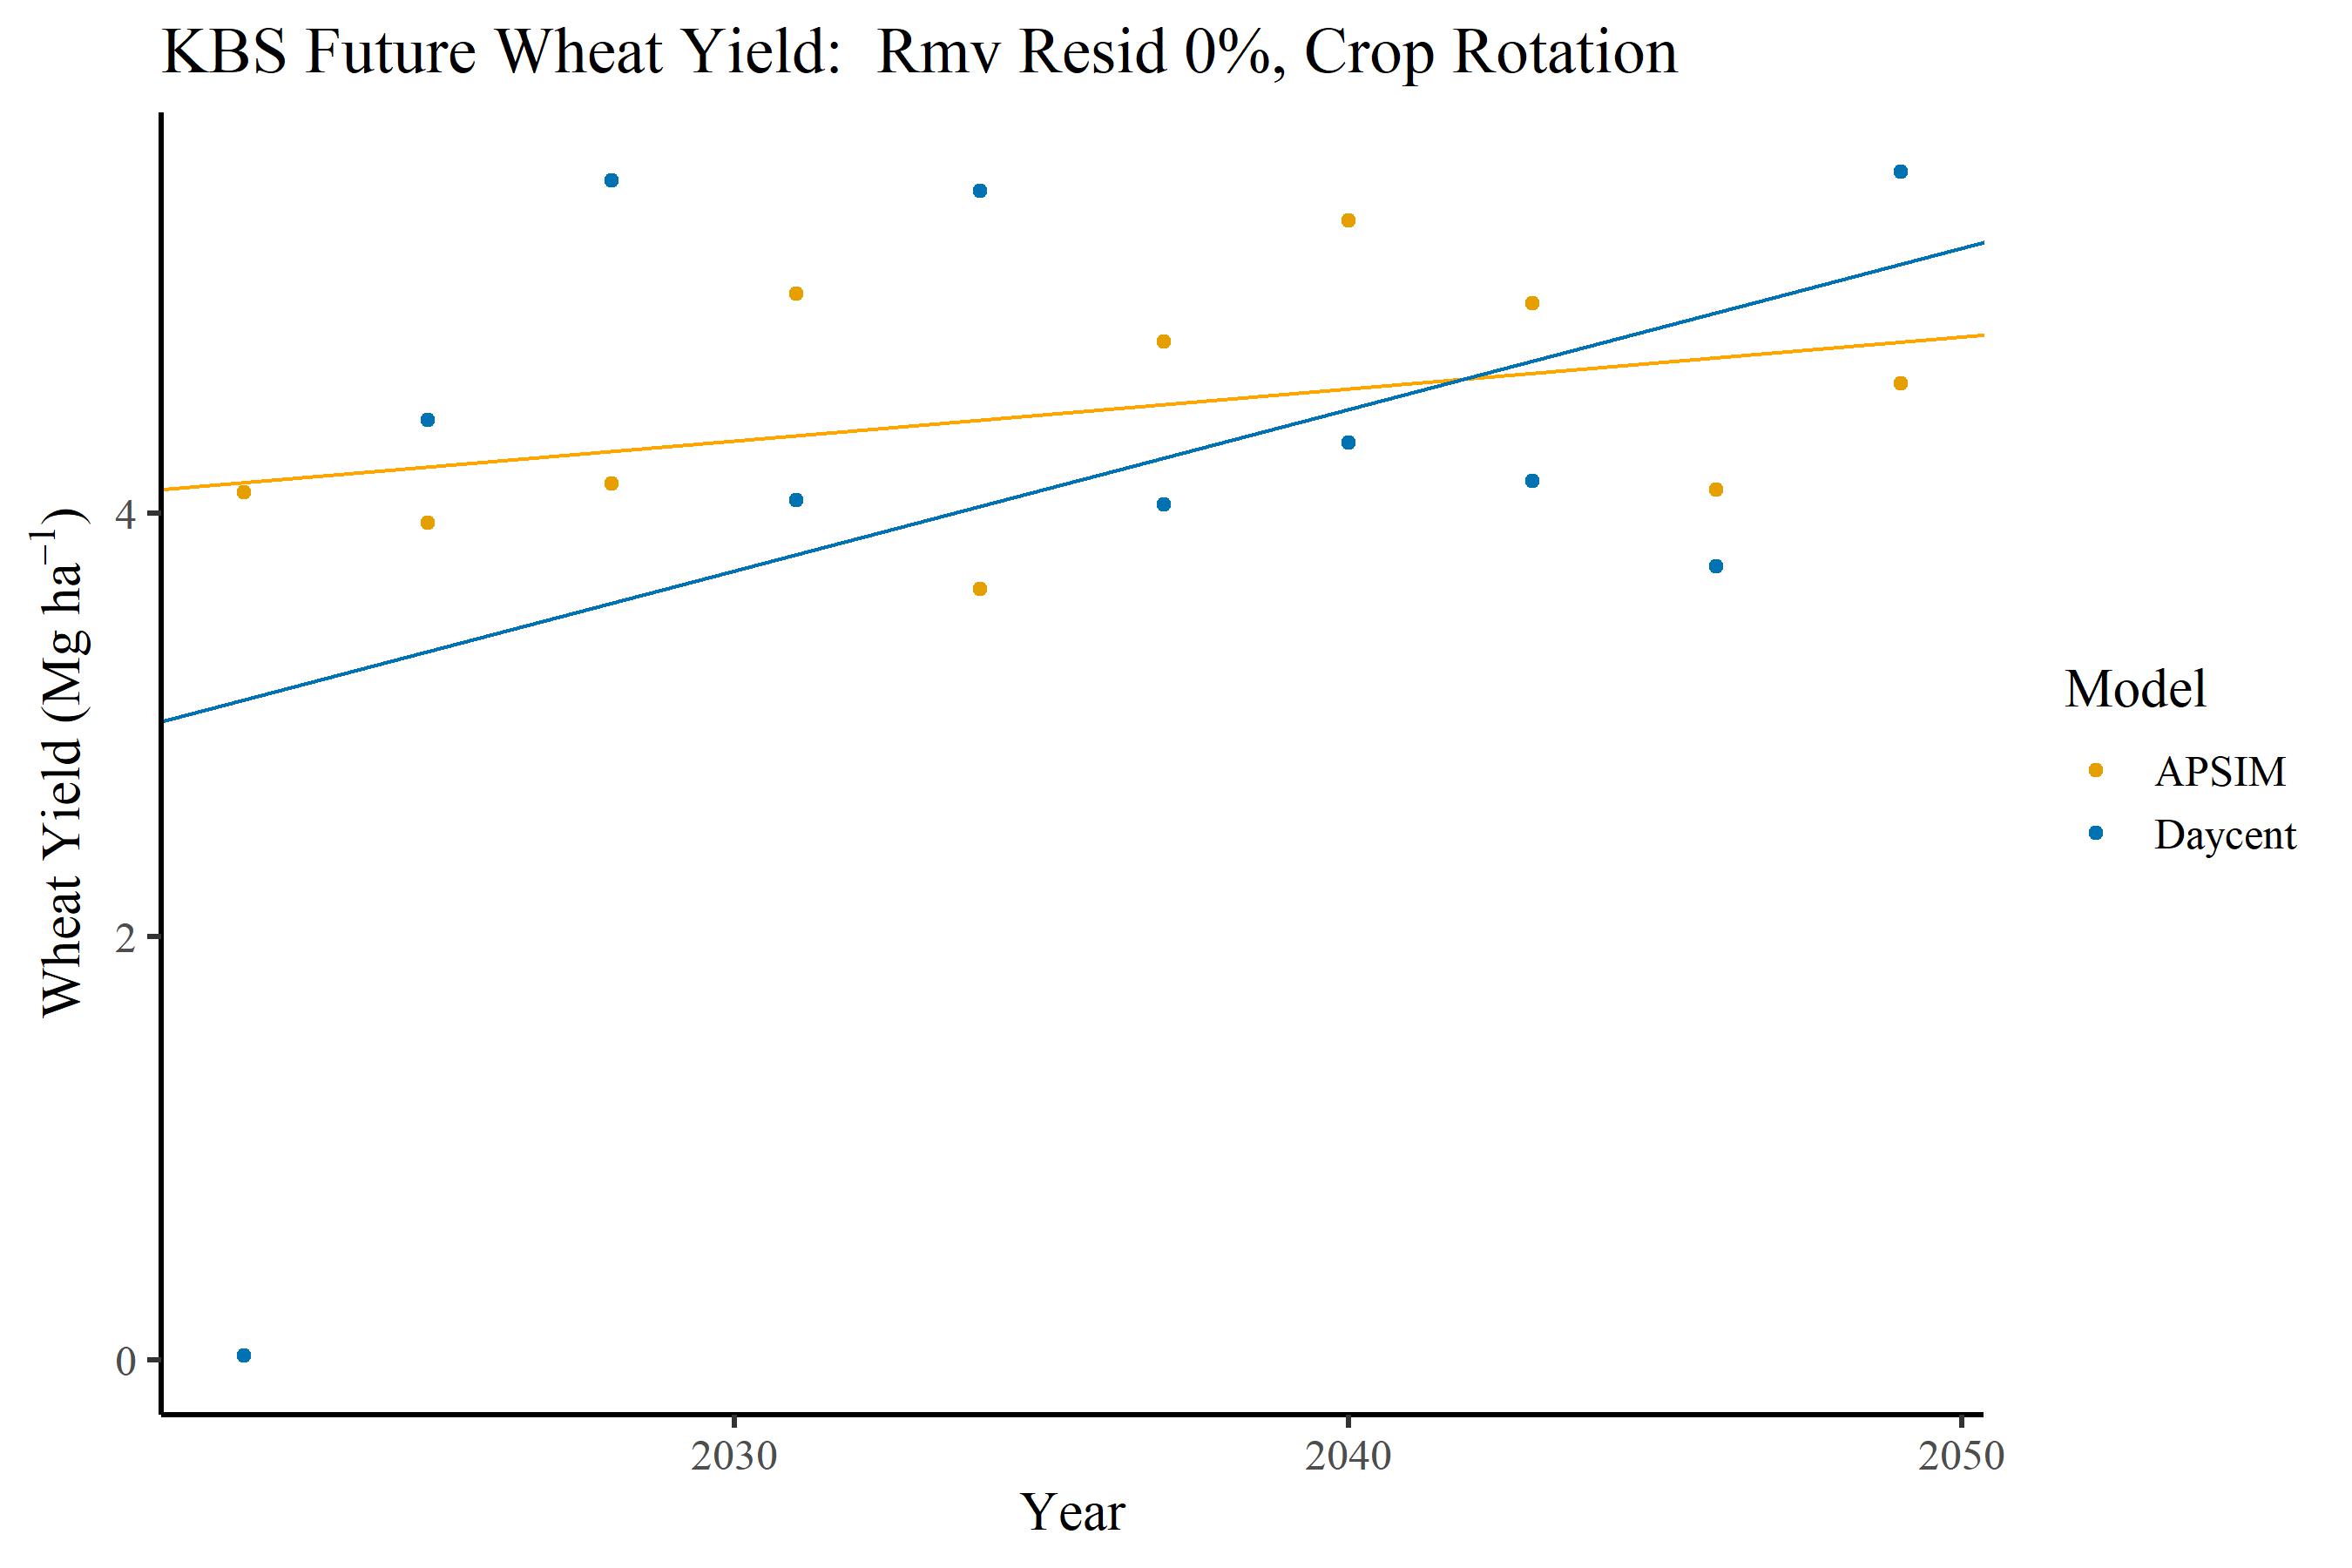 KBS Future Wheat Yield:  Rmv Resid 0%, Crop Rotation
Wheat Yield (Mg ha⁻¹)
4
2
0
2030
2040
2050
Year
Model
APSIM
Daycent